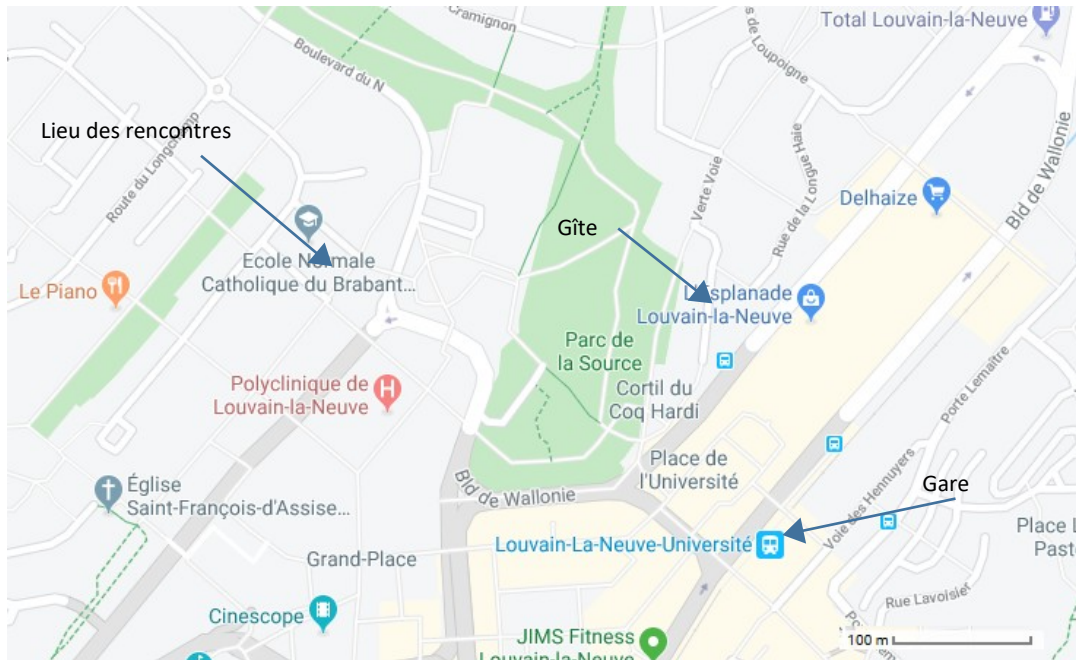 Cramignon
s de Loupoigne
Total Louvain-la-Neuve
Boulevard du N
Lieu des rencontres
Route du Longchamp
Verte Voie
Rue de la Longue Haie
Bld de Wallonie
Delhaize
Gîte
Ecole Normale
Catholique du Brabant...
Le Piano
L'Esplanade
Louvain-la-Neuve
Parc de
la Source
Porte Lemaître
Polyclinique de
Louvain-la-Neuve
Cortil du
Coq Hardi
Place de
l'Université
Bld de Wallonie
Voie des Hennuyers
Gare
Église
Saint-François-d'Assise...
Place L
Past
Louvain-La-Neuve-Université
Grand-Place
Rue Lavoisier
Cinescope
JIMS Fitness
Louvain-la-Neuve
100 m